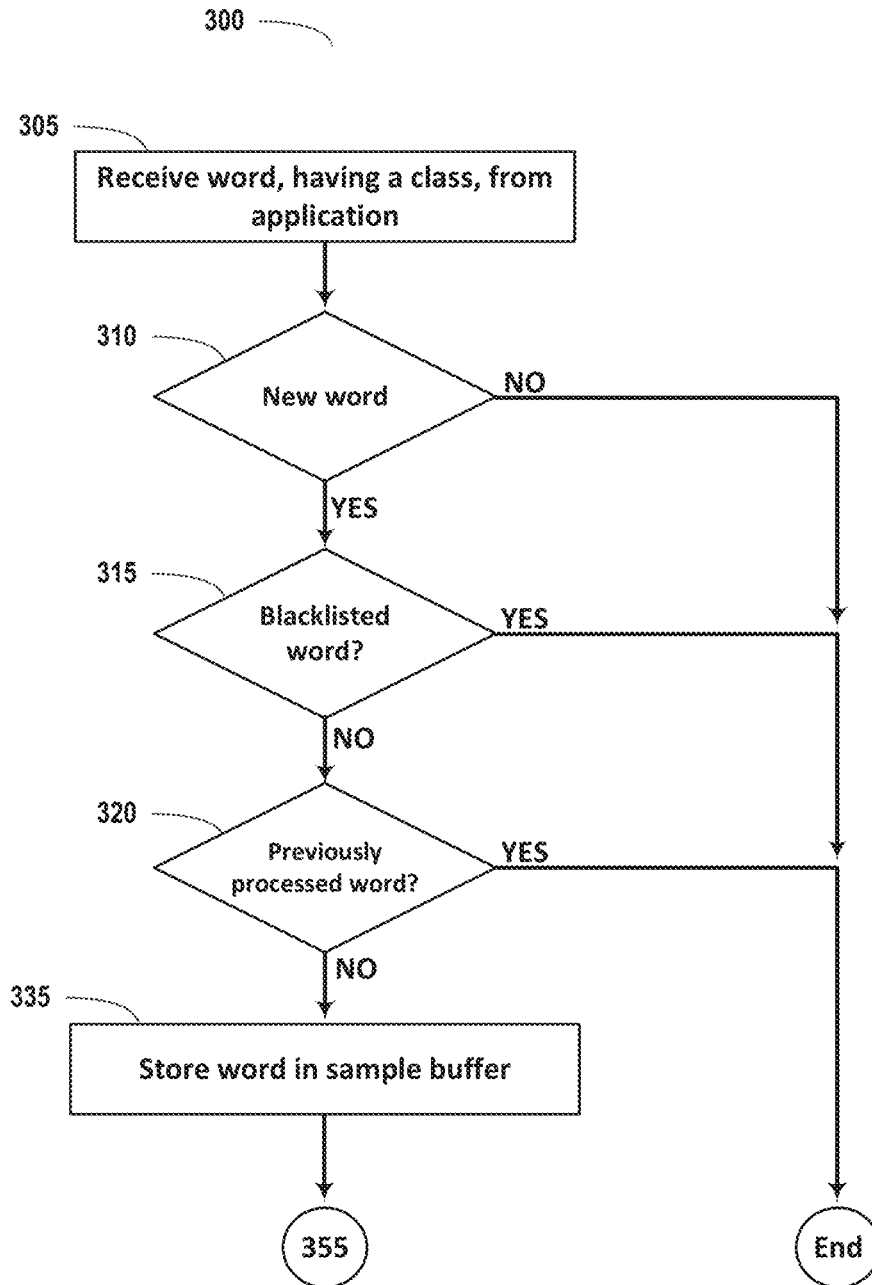 300
305
Receive word, having a class, from
application
310
New word
NO
YES
315
Blacklisted
word?
YES
NO
320
Previously
processed word?
YES
NO
335
Store word in sample buffer
355
End